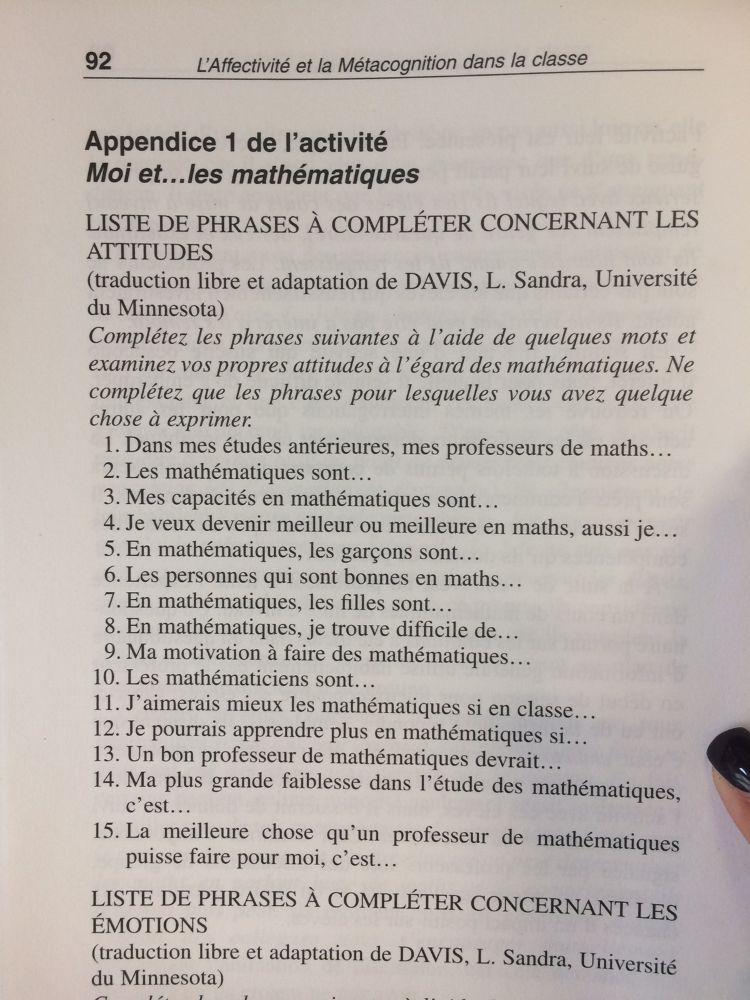 92
L'Affectivité et la Métacognition dans la classe
Appendice 1 de l'activité
Moi et...les mathématiques
LISTE DE PHRASES À COMPLÉTER CONCERNANT LES
ATTITUDES
(traduction libre et adaptation de DAVIS, L. Sandra, Université
du Minnesota)
Complétez les phrases suivantes à l'aide de quelques mots et
examinez vos propres attitudes à l'égard des mathématiques. Ne
complétez que les phrases pour lesquelles vous avez quelque
chose à exprimer.
1. Dans mes études antérieures, mes professeurs de maths...
2. Les mathématiques sont...
3. Mes capacités en mathématiques sont...
4. Je veux devenir meilleur ou meilleure en maths, aussi je...
5. En mathématiques, les garçons sont...
6. Les personnes qui sont bonnes en maths...
7. En mathématiques, les filles sont...
8. En mathématiques, je trouve difficile de...
9. Ma motivation à faire des mathématiques...
10. Les mathématiciens sont...
11. J'aimerais mieux les mathématiques si en classe...
12. Je pourrais apprendre plus en mathématiques si...
13. Un bon professeur de mathématiques devrait...
14. Ma plus grande faiblesse dans l'étude des mathématiques,
c'est...
15. La meilleure chose qu'un professeur de mathématiques
puisse faire pour moi, c'est...
LISTE DE PHRASES À COMPLÉTER CONCERNANT LES
ÉMOTIONS
(traduction libre et adaptation de DAVIS, L. Sandra, Université
du Minnesota)